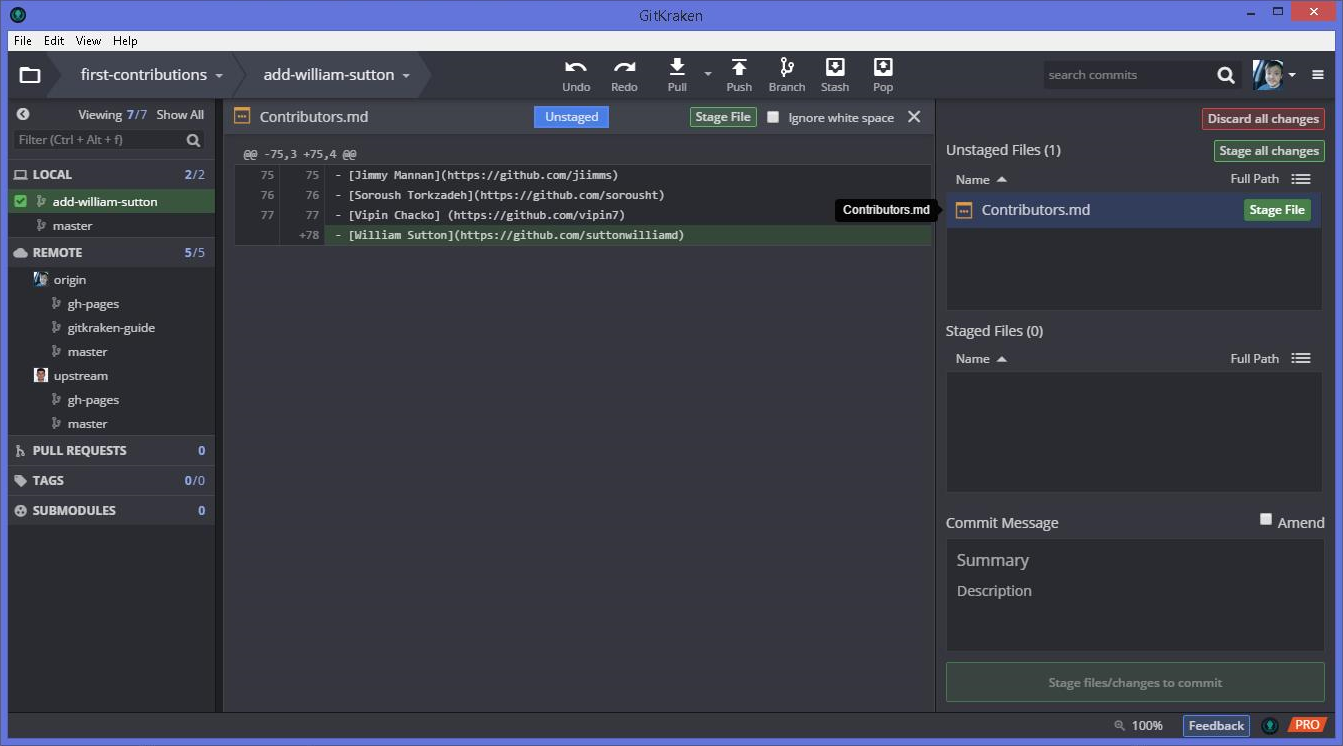 GitKraken
File Edit View Help
first-contributions add-william-sutton Undo Redo Pull Push Branch Stash Pop search commits
Viewing 7/7 Show All
Filter (Ctrl + Alt + f)
LOCAL 2/2
add-william-sutton
master
REMOTE 5/5
origin
gh-pages
gitkraken-guide
master
upstream
gh-pages
master
PULL REQUESTS 0
TAGS 0/0
SUBMODULES 0
Contributors.md Unstaged Stage File Ignore white space
@@ -75,3 +75,4 @@
75 75 - [Jimmy Mannan](https://github.com/jiimms)
76 76 - [Soroush Torkzadeh](https://github.com/sorousht)
77 77 - [Vipin Chacko] (https://github.com/vipin7)
+78 - [William Sutton](https://github.com/suttonwilliamd)
Contributors.md
Discard all changes
Unstaged Files (1) Stage all changes
Name Full Path
Contributors.md Stage File
Staged Files (0)
Name Full Path
Commit Message Amend
Summary
Description
Stage files/changes to commit
100% Feedback PRO